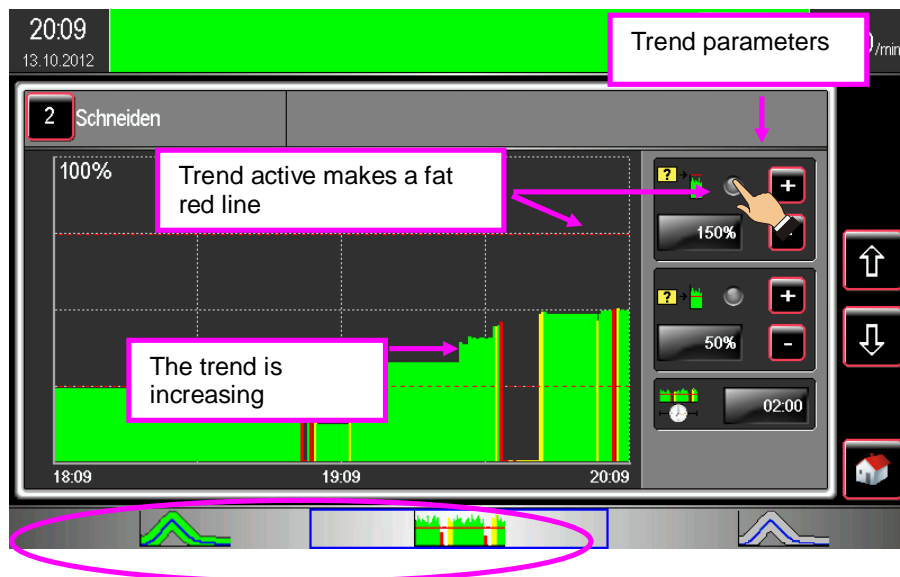 20:09
13.10.2012
Trend parameters
/min
2 Schneiden
100%
Trend active makes a fat
red line
? +
150%
? +
50% -
The trend is
increasing
02:00
18:09 19:09 20:09